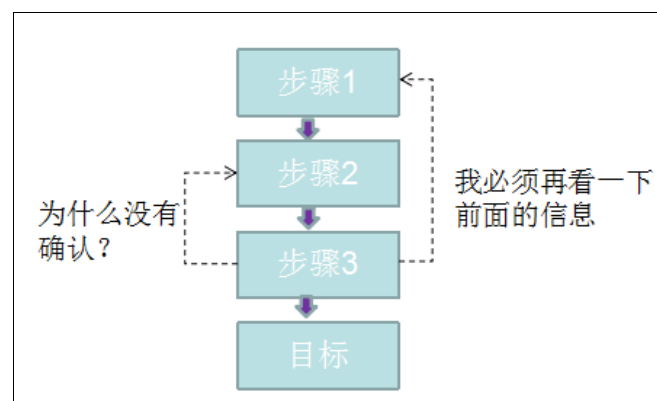 步骤1
步骤2
我必须再看一下
前面的信息
为什么没有
确认？
步骤3
目标